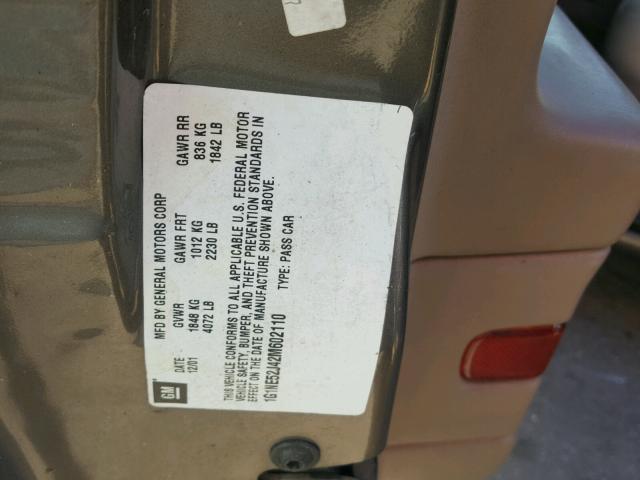 GM
MFD BY GENERAL MOTORS CORP
DATE GVWR GAWR FRT GAWR RR
12/01 1848 KG 1012 KG 836 KG
4072 LB 2230 LB 1842 LB
THIS VEHICLE CONFORMS TO ALL APPLICABLE U.S. FEDERAL MOTOR
VEHICLE SAFETY, BUMPER, AND THEFT PREVENTION STANDARDS IN
EFFECT ON THE DATE OF MANUFACTURE SHOWN ABOVE.
1G1NE52J42M602110 TYPE: PASS CAR